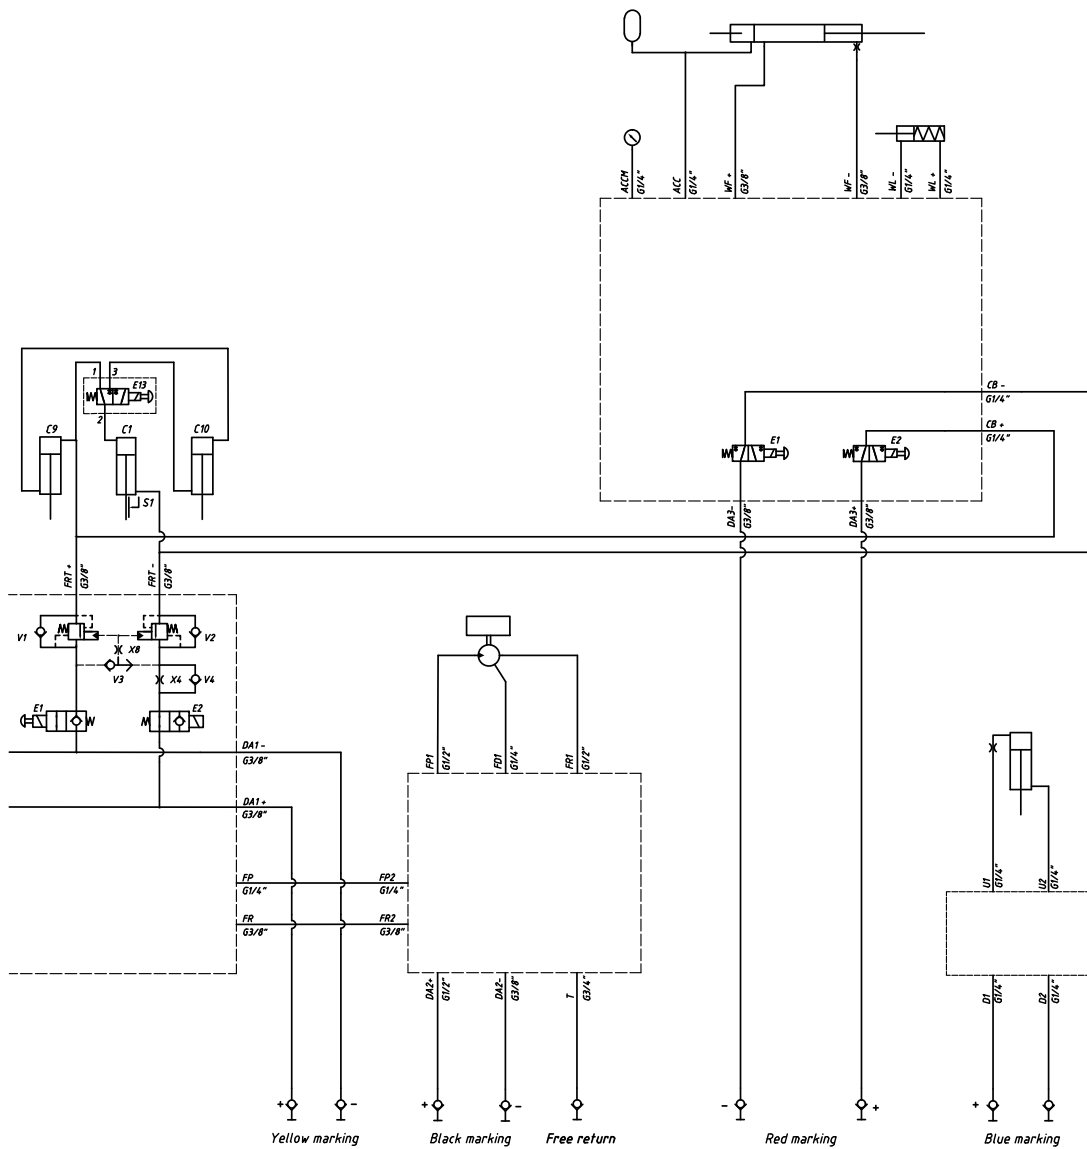 ACCM
G1/4"
ACC
G1/4"
WF +
G3/8"
WF -
G3/8"
WL -
G1/4"
WL +
G1/4"
1
3
E13
2
C9
C1
C10
S1
CB -
G1/4"
CB +
G1/4"
E1
E2
DA3-
G3/8"
DA3+
G3/8"
FRT +
G3/8"
FRT -
G3/8"
V1
V2
X8
V3
X4
V4
E1
E2
DA1 -
G3/8"
DA1 +
G3/8"
FP1
G1/2"
FD1
G1/4"
FR1
G1/2"
FP
G1/4"
FP2
G1/4"
FR
G3/8"
FR2
G3/8"
U1
G1/4"
U2
G1/4"
DA2+
G1/2"
DA2-
G3/8"
T
G3/4"
D1
G1/4"
D2
G1/4"
+
-
+
-
-
+
+
Yellow marking
Black marking
Free return
Red marking
Blue marking